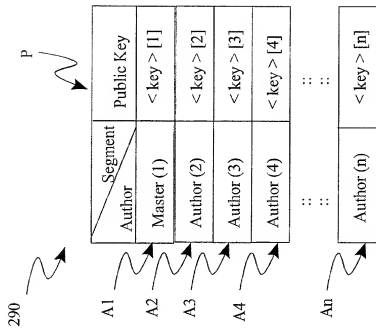 290
P
Segment
Author
Public Key
A1
Master (1)
< key > [1]
A2
Author (2)
< key > [2]
A3
Author (3)
< key > [3]
A4
Author (4)
< key > [4]
: :
: :
: :
: :
An
Author (n)
< key > [n]